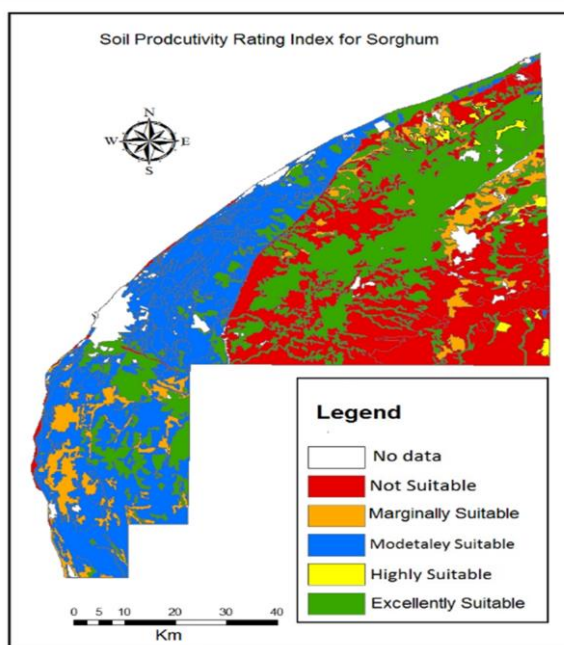 Soil Prodcutivity Rating Index for Sorghum
N
W E
S
Legend
No data
Not Suitable
Marginally Suitable
Modetaley Suitable
Highly Suitable
Excellently Suitable
0 5 10 20 30 40
Km